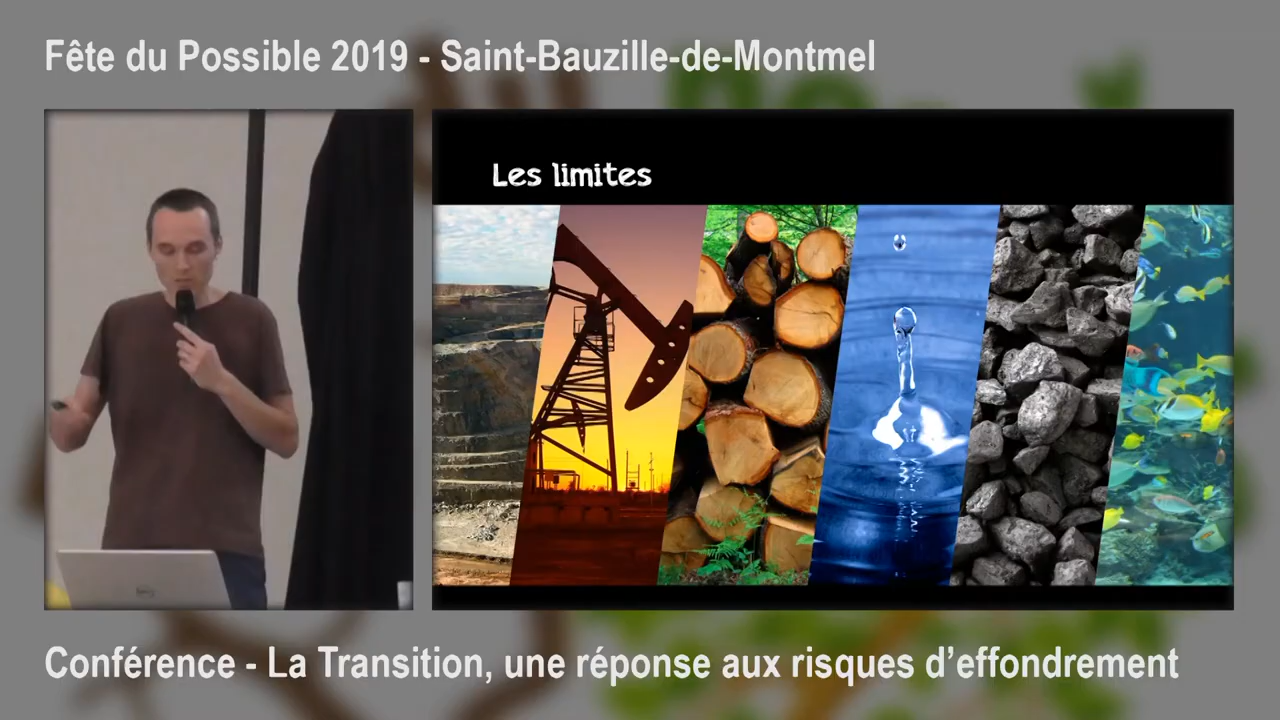 Fête du Possible 2019 - Saint-Bauzille-de-Montmel
Les limites
Conférence - La Transition, une réponse aux risques d’effondrement